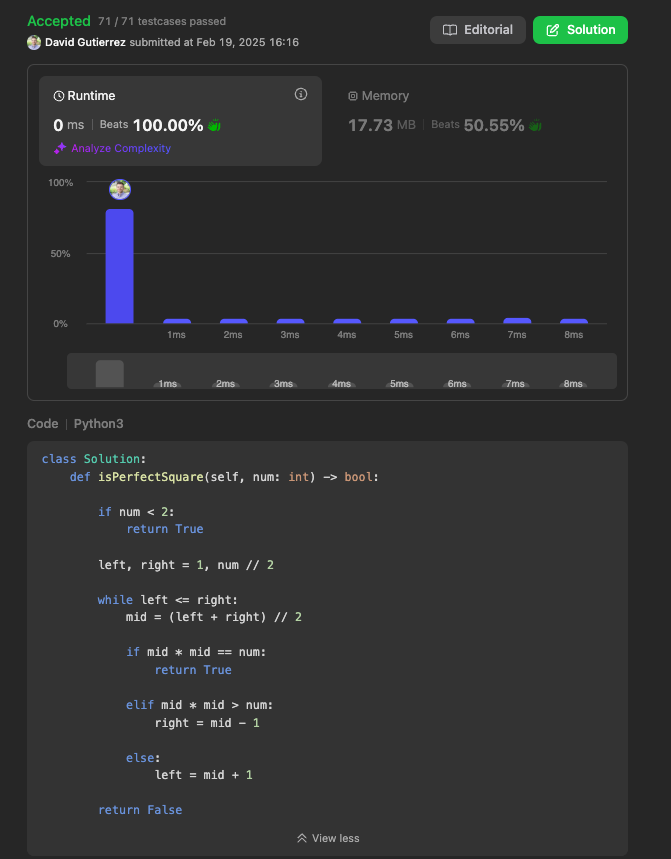 Accepted 71 / 71 testcases passed
David Gutierrez submitted at Feb 19, 2025 16:16
Editorial
Solution
Runtime
0 ms | Beats 100.00%
Analyze Complexity
Memory
17.73 MB | Beats 50.55%
100%
50%
0%
1ms 2ms 3ms 4ms 5ms 6ms 7ms 8ms
1ms 2ms 3ms 4ms 5ms 6ms 7ms 8ms
Code | Python3
class Solution:
    def isPerfectSquare(self, num: int) -> bool:

        if num < 2:
            return True

        left, right = 1, num // 2

        while left <= right:
            mid = (left + right) // 2

            if mid * mid == num:
                return True

            elif mid * mid > num:
                right = mid - 1

            else:
                left = mid + 1

        return False
View less